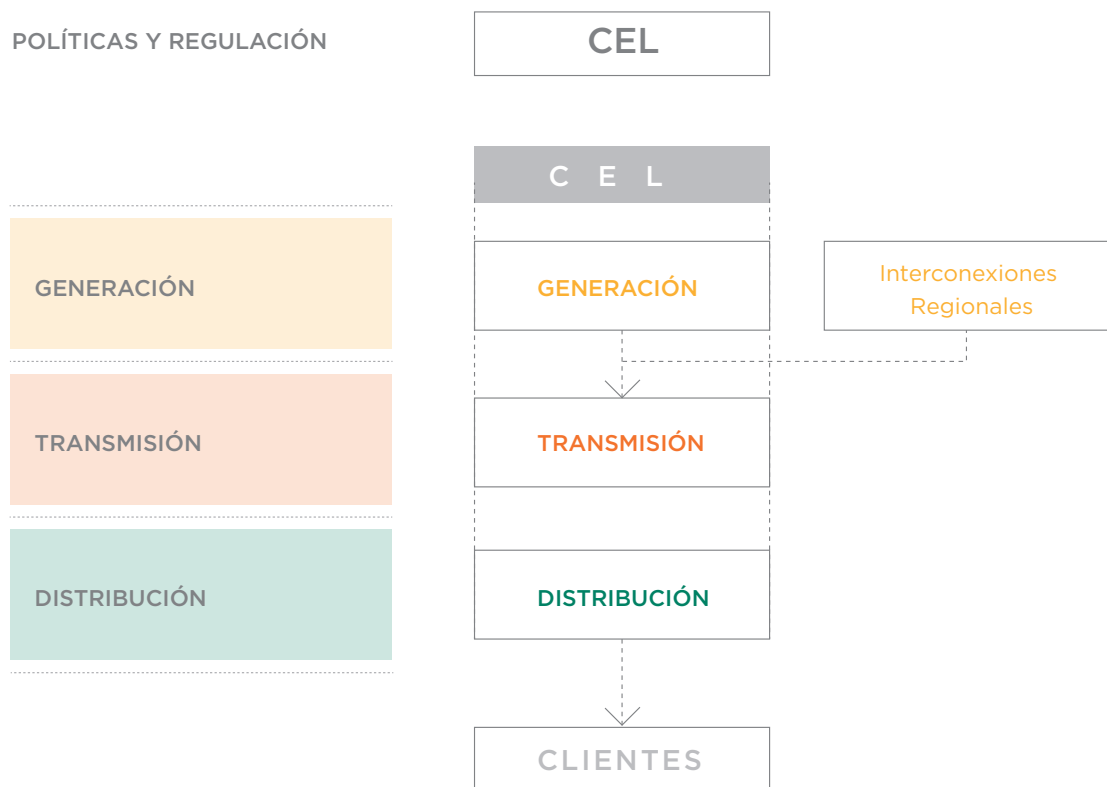 POLÍTICAS Y REGULACIÓN
CEL
C E L
GENERACIÓN
GENERACIÓN
Interconexiones
Regionales
TRANSMISIÓN
TRANSMISIÓN
DISTRIBUCIÓN
DISTRIBUCIÓN
CLIENTES